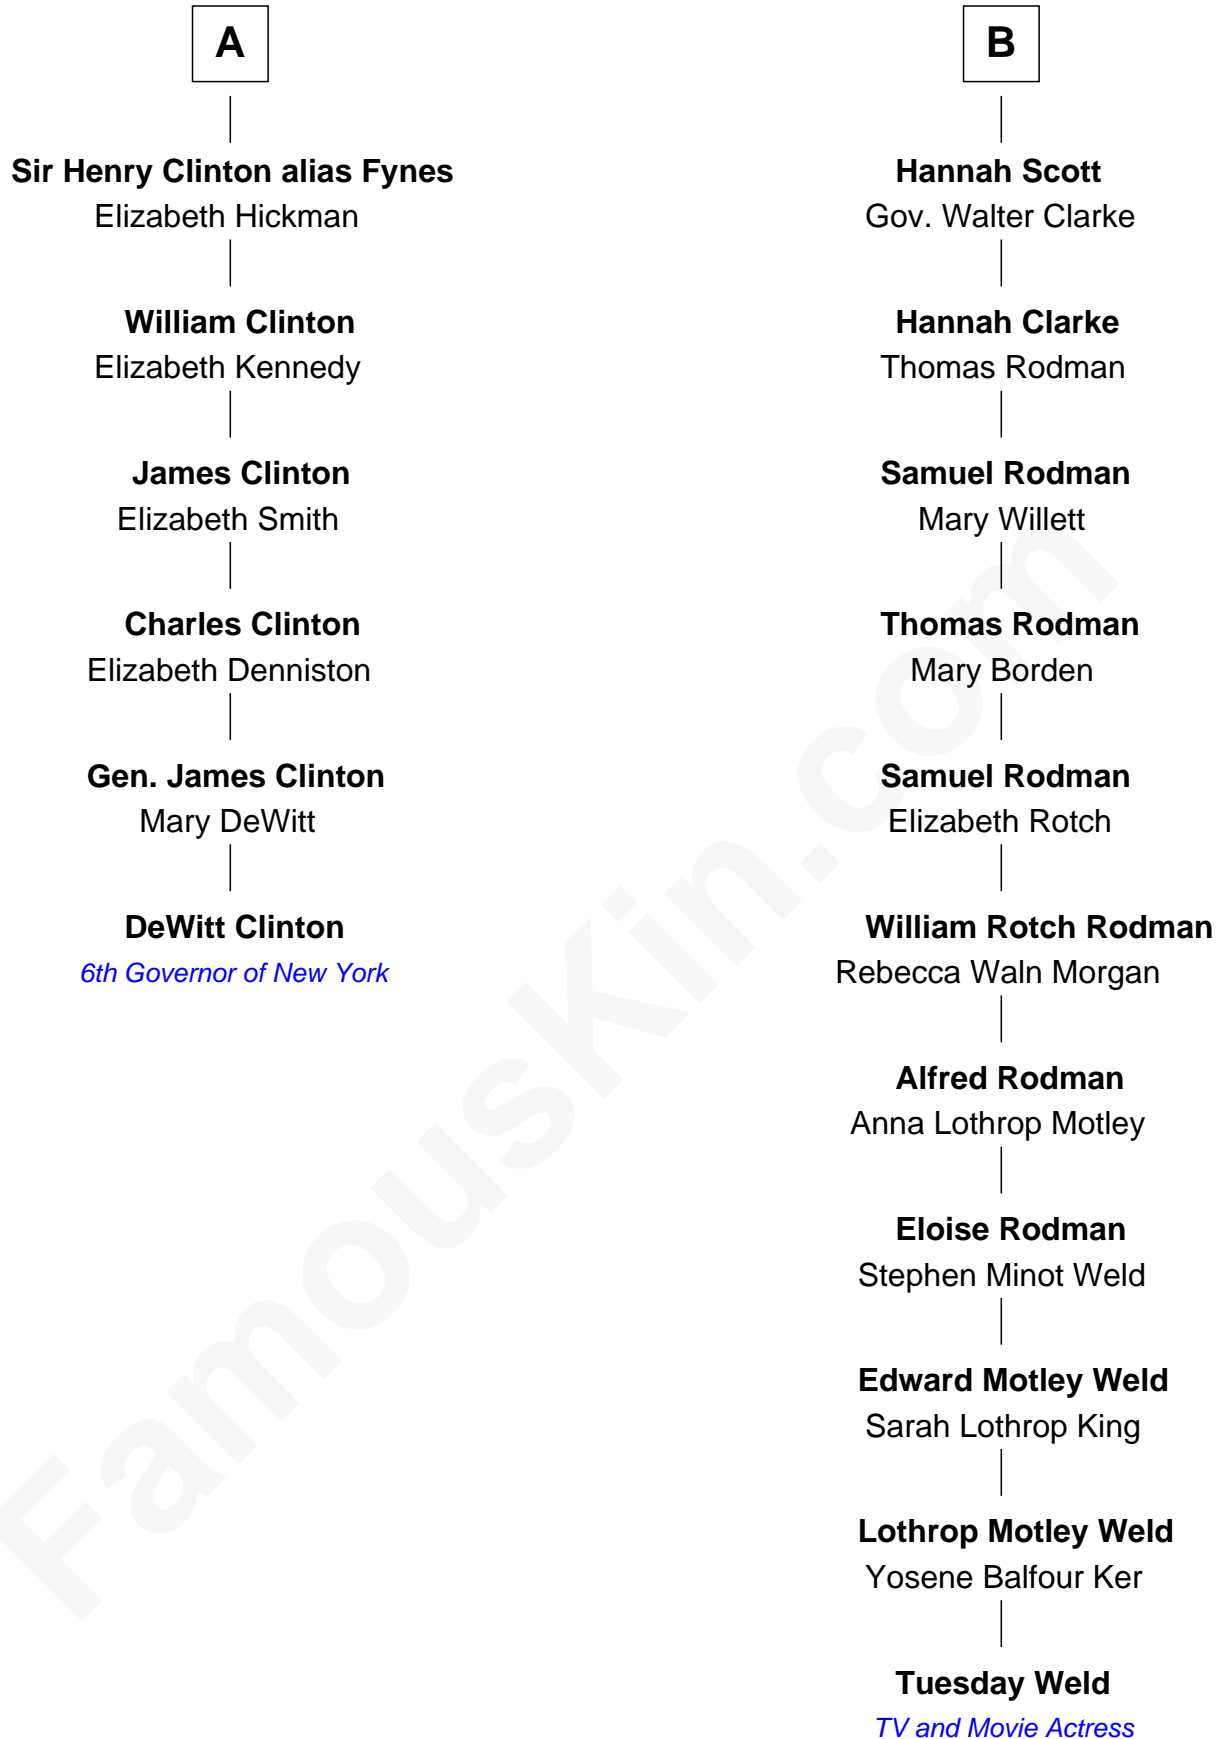 A
Sir Henry Clinton alias Fynes
Elizabeth Hickman
William Clinton
Elizabeth Kennedy
James Clinton
Elizabeth Smith
Charles Clinton
Elizabeth Denniston
Gen. James Clinton
Mary DeWitt
DeWitt Clinton
6th Governor of New York
B
Hannah Scott
Gov. Walter Clarke
Hannah Clarke
Thomas Rodman
Samuel Rodman
Mary Willett
Thomas Rodman
Mary Borden
Samuel Rodman
Elizabeth Rotch
William Rotch Rodman
Rebecca Waln Morgan
Alfred Rodman
Anna Lothrop Motley
Eloise Rodman
Stephen Minot Weld
Edward Motley Weld
Sarah Lothrop King
Lothrop Motley Weld
Yosene Balfour Ker
Tuesday Weld
TV and Movie Actress
FamousKin.com